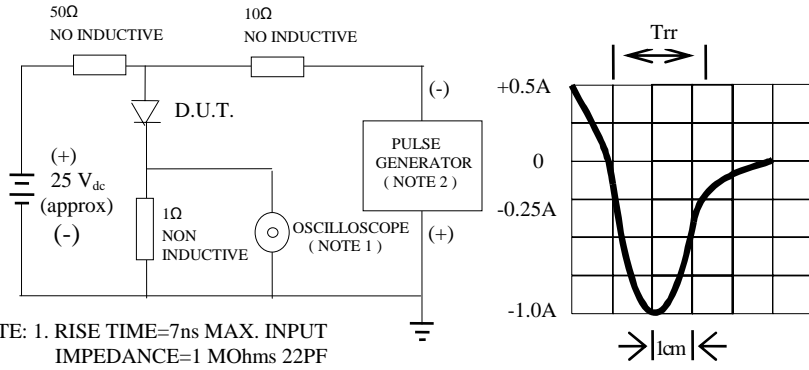 50Ω
NO INDUCTIVE
10Ω
NO INDUCTIVE
D.U.T.
(+)
25 Vdc
(approx)
(-)
1Ω
NON
INDUCTIVE
OSCILLOSCOPE
( NOTE 1 )
(-)
PULSE
GENERATOR
( NOTE 2 )
(+)
TE: 1. RISE TIME=7ns MAX. INPUT
IMPEDANCE=1 MOhms 22PF
Trr
+0.5A
0
-0.25A
-1.0A
1cm